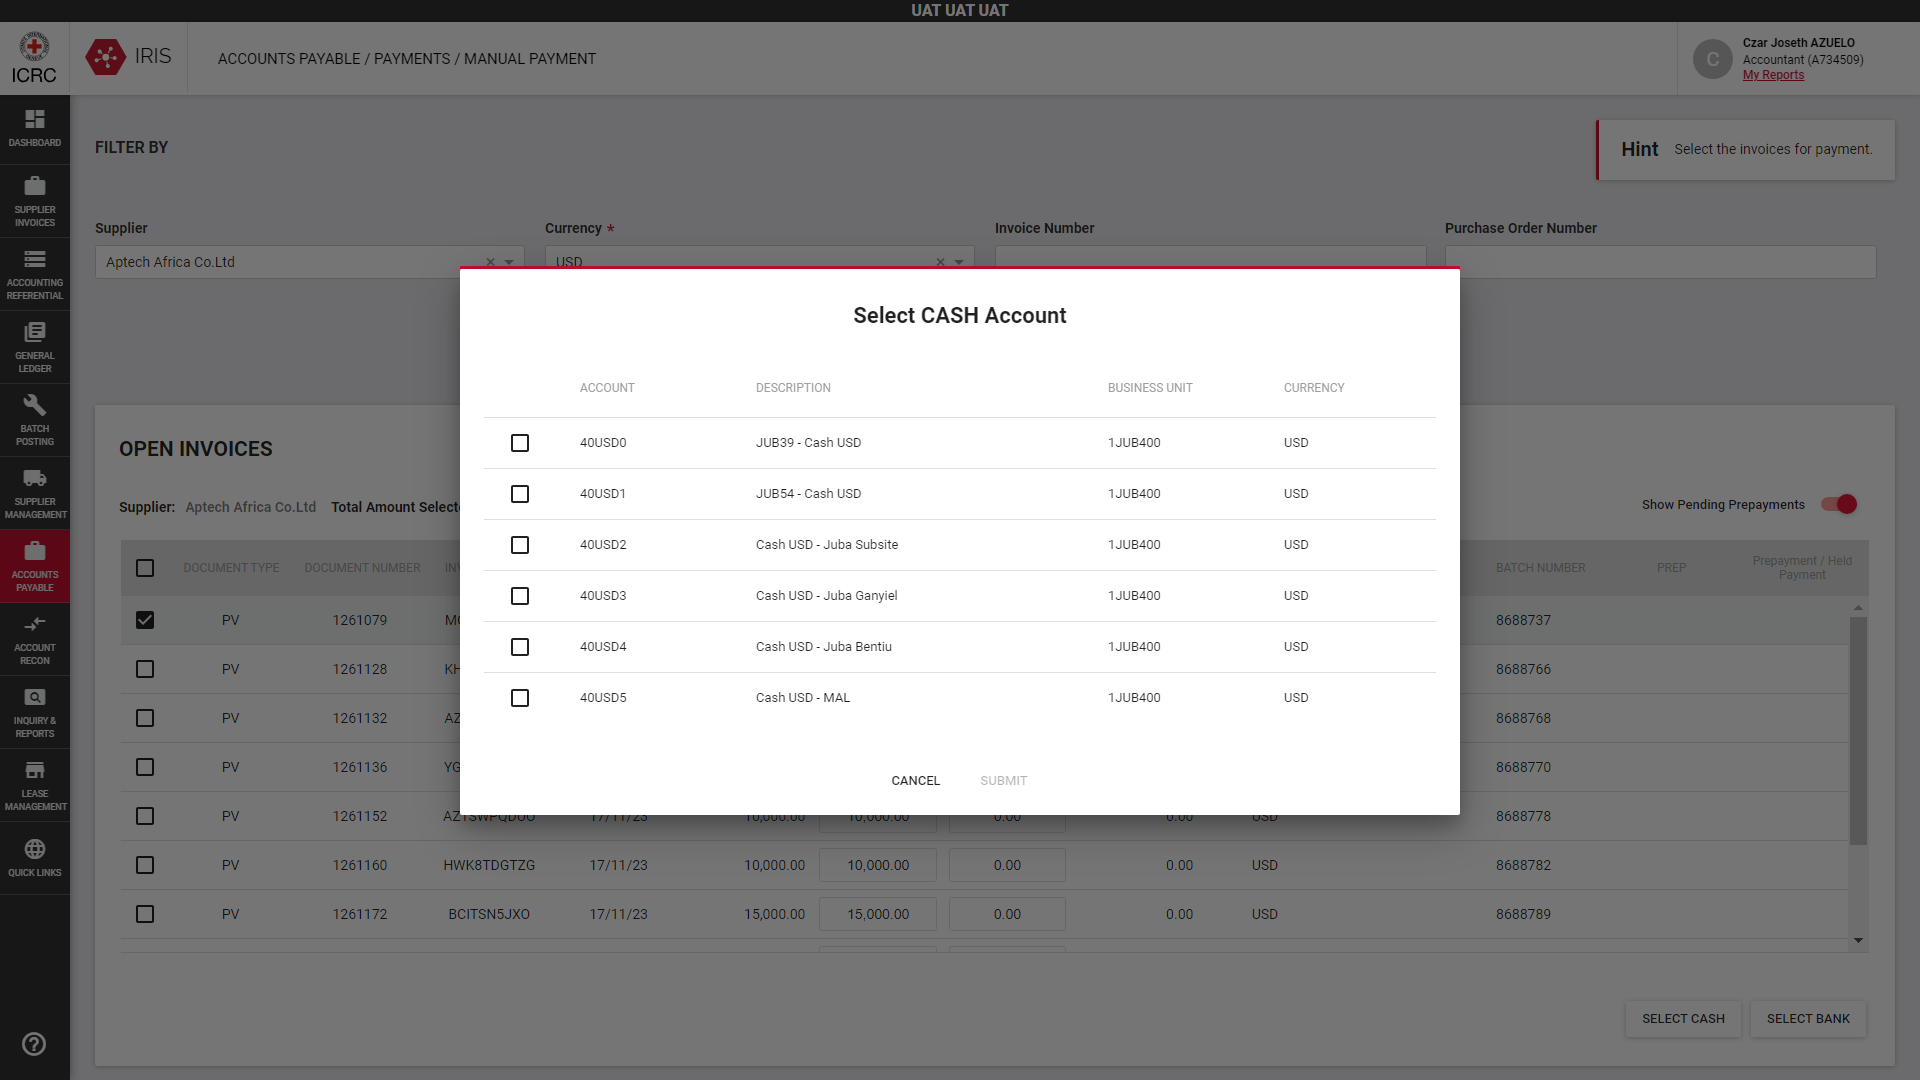 UAT UAT UAT
ICRC
IRIS
ACCOUNTS PAYABLE / PAYMENTS / MANUAL PAYMENT
C
Czar Joseth AZUELO
Accountant (A734509)
My Reports
DASHBOARD
SUPPLIER
INVOICES
ACCOUNTING
REFERENTIAL
GENERAL
LEDGER
BATCH
POSTING
SUPPLIER
MANAGEMENT
ACCOUNTS
PAYABLE
ACCOUNT
RECON
INQUIRY &
REPORTS
LEASE
MANAGEMENT
QUICK LINKS
FILTER BY
Hint Select the invoices for payment.
Supplier Currency * Invoice Number Purchase Order Number
Aptech Africa Co.Ltd USD
Select CASH Account
ACCOUNT DESCRIPTION BUSINESS UNIT CURRENCY
40USD0 JUB39 - Cash USD 1JUB400 USD
40USD1 JUB54 - Cash USD 1JUB400 USD
40USD2 Cash USD - Juba Subsite 1JUB400 USD
40USD3 Cash USD - Juba Ganyiel 1JUB400 USD
40USD4 Cash USD - Juba Bentiu 1JUB400 USD
40USD5 Cash USD - MAL 1JUB400 USD
CANCEL SUBMIT
OPEN INVOICES
Supplier: Aptech Africa Co.Ltd Total Amount Selecte
Show Pending Prepayments
DOCUMENT TYPE DOCUMENT NUMBER BATCH NUMBER PREP Prepayment / Held
Payment
PV 1261079 8688737
PV 1261128 KH 8688766
PV 1261132 AZ 8688768
PV 1261136 YG 8688770
PV 1261152 AZTSWPQDUO 17/11/23 10,000.00 10,000.00 0.00 0.00 USD 8688778
PV 1261160 HWK8TDGTZG 17/11/23 10,000.00 10,000.00 0.00 0.00 USD 8688782
PV 1261172 BCITSN5JXO 17/11/23 15,000.00 15,000.00 0.00 0.00 USD 8688789
SELECT CASH SELECT BANK